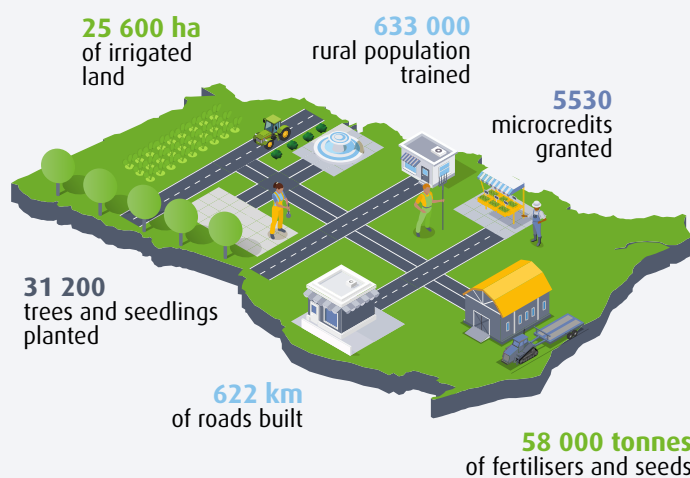 25 600 ha
of irrigated
land
633 000
rural population
trained
5530
microcredits
granted
31 200
trees and seedlings
planted
622 km
of roads built
58 000 tonnes
of fertilisers and seeds